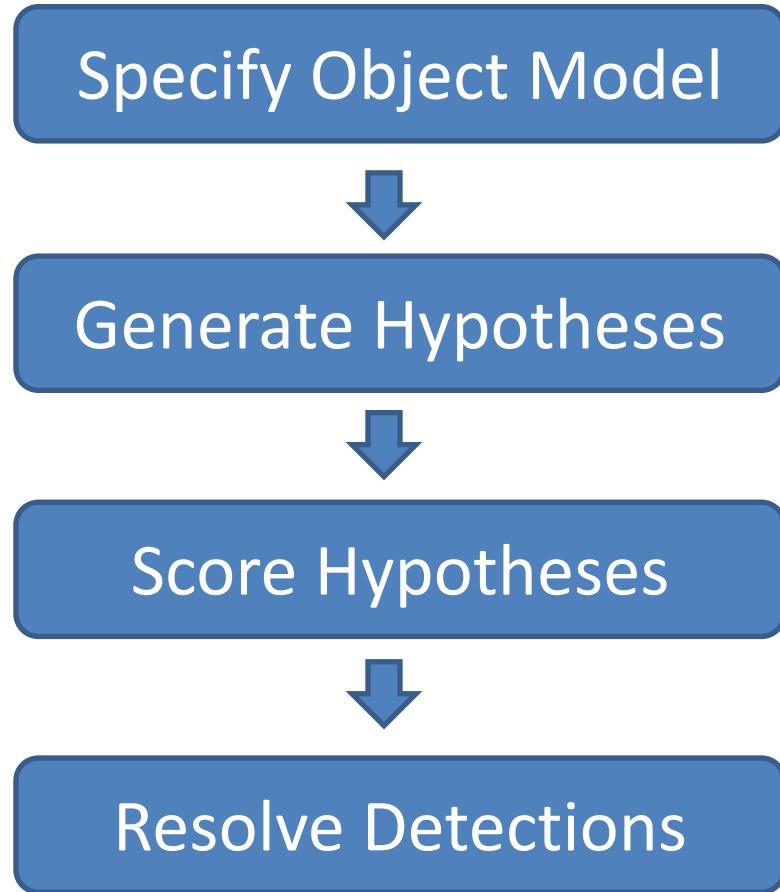 Specify Object Model
Generate Hypotheses
Score Hypotheses
Resolve Detections